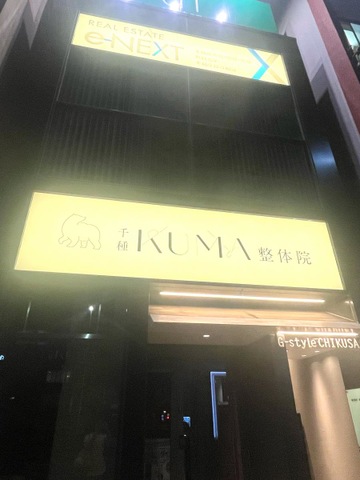 REAL ESTATE
e-NEXT
千種 KUMA 整体院
G-style CHIKUSA